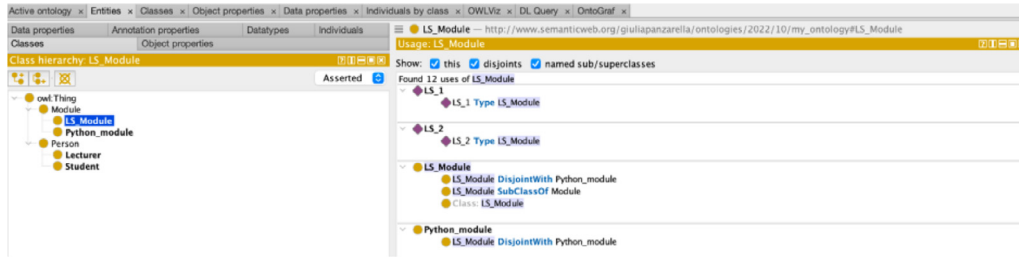 Active ontology × Entities × Classes × Object properties × Data properties × Individuals by class × OWLViz × DL Query × OntoGraf ×
Data properties Annotation properties Datatypes Individuals
Classes Object properties
Class hierarchy: LS_Module
Asserted
owl:Thing
Module
LS_Module
Python_module
Person
Lecturer
Student
LS_Module — http://www.semanticweb.org/giuliapanzarella/ontologies/2022/10/my_ontology#LS_Module
Usage: LS_Module
Show: this disjoints named sub/superclasses
Found 12 uses of LS_Module
LS_1
LS_1 Type LS_Module
LS_2
LS_2 Type LS_Module
LS_Module
LS_Module DisjointWith Python_module
LS_Module SubClassOf Module
Class: LS_Module
Python_module
LS_Module DisjointWith Python_module